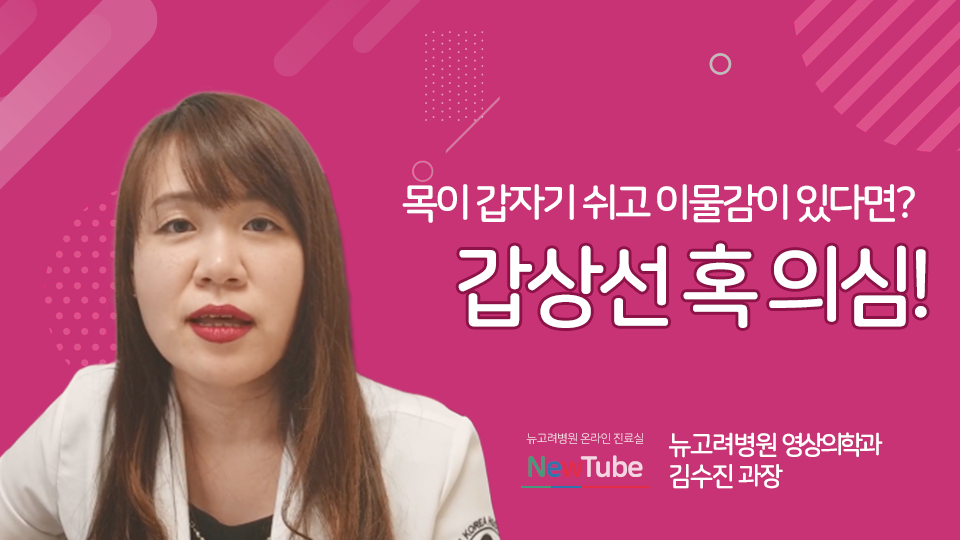 목이 갑자기 쉬고 이물감이 있다면?
갑상선 혹 의심!
뉴고려병원 온라인 진료실
NewTube
뉴고려병원 영상의학과
김수진 과장
KOREA